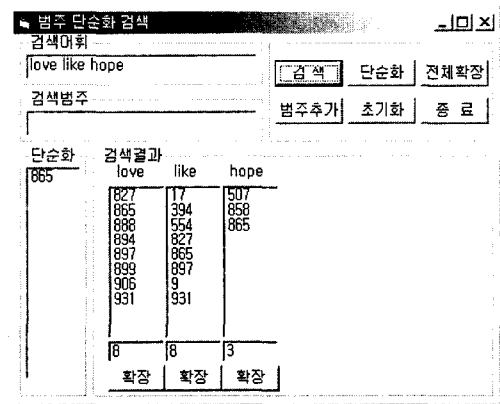 범주 단순화 검색
검색어휘
love like hope
검색범주
검 색 단순화 전체확장
범주추가 초기화 종 료
단순화 검색결과
love like hope
865
827 17 507
865 394 858
888 554 865
894 827
897 865
899 897
906 9
931 931
8 8 3
확장 확장 확장